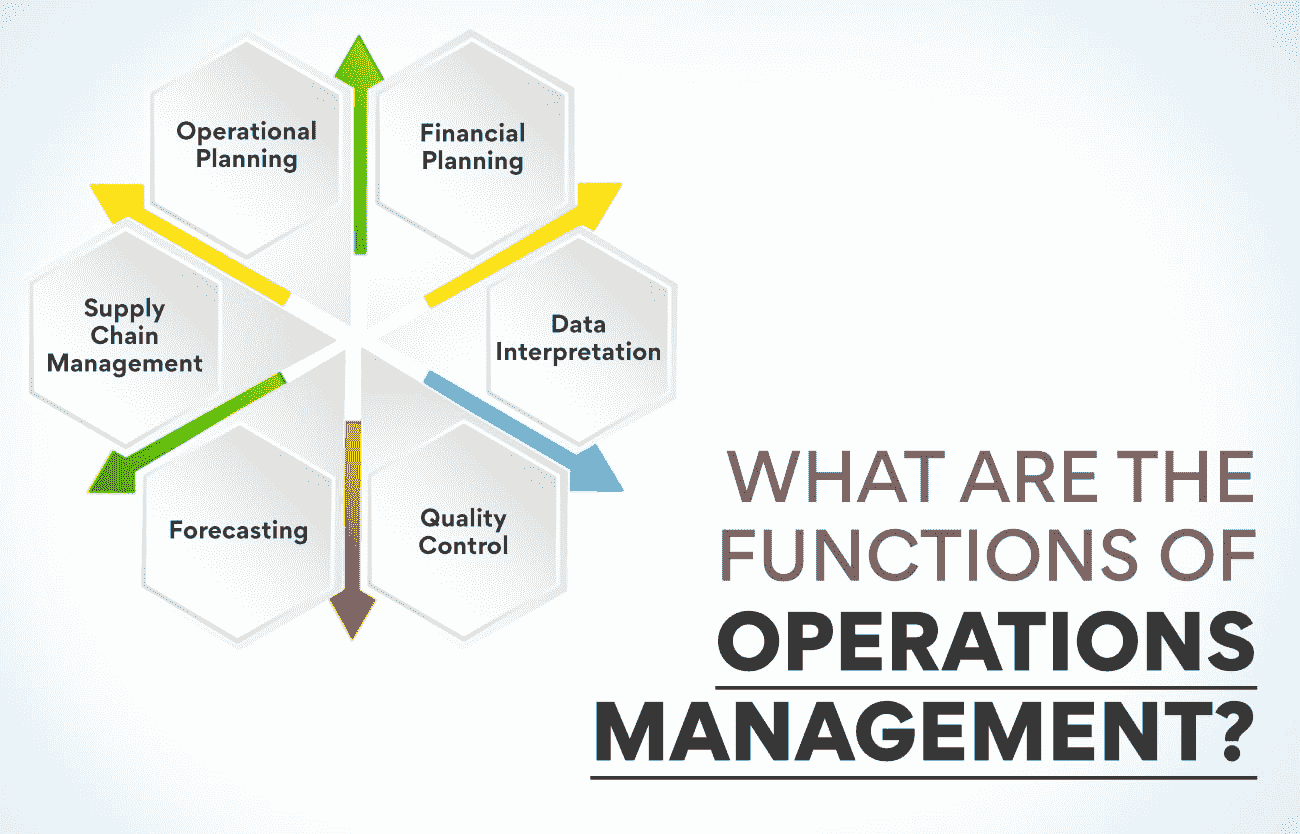 Operational
Planning
Financial
Planning
Supply
Chain
Management
Data
Interpretation
Forecasting
Quality
Control
WHAT ARE THE
FUNCTIONS OF
OPERATIONS
MANAGEMENT?